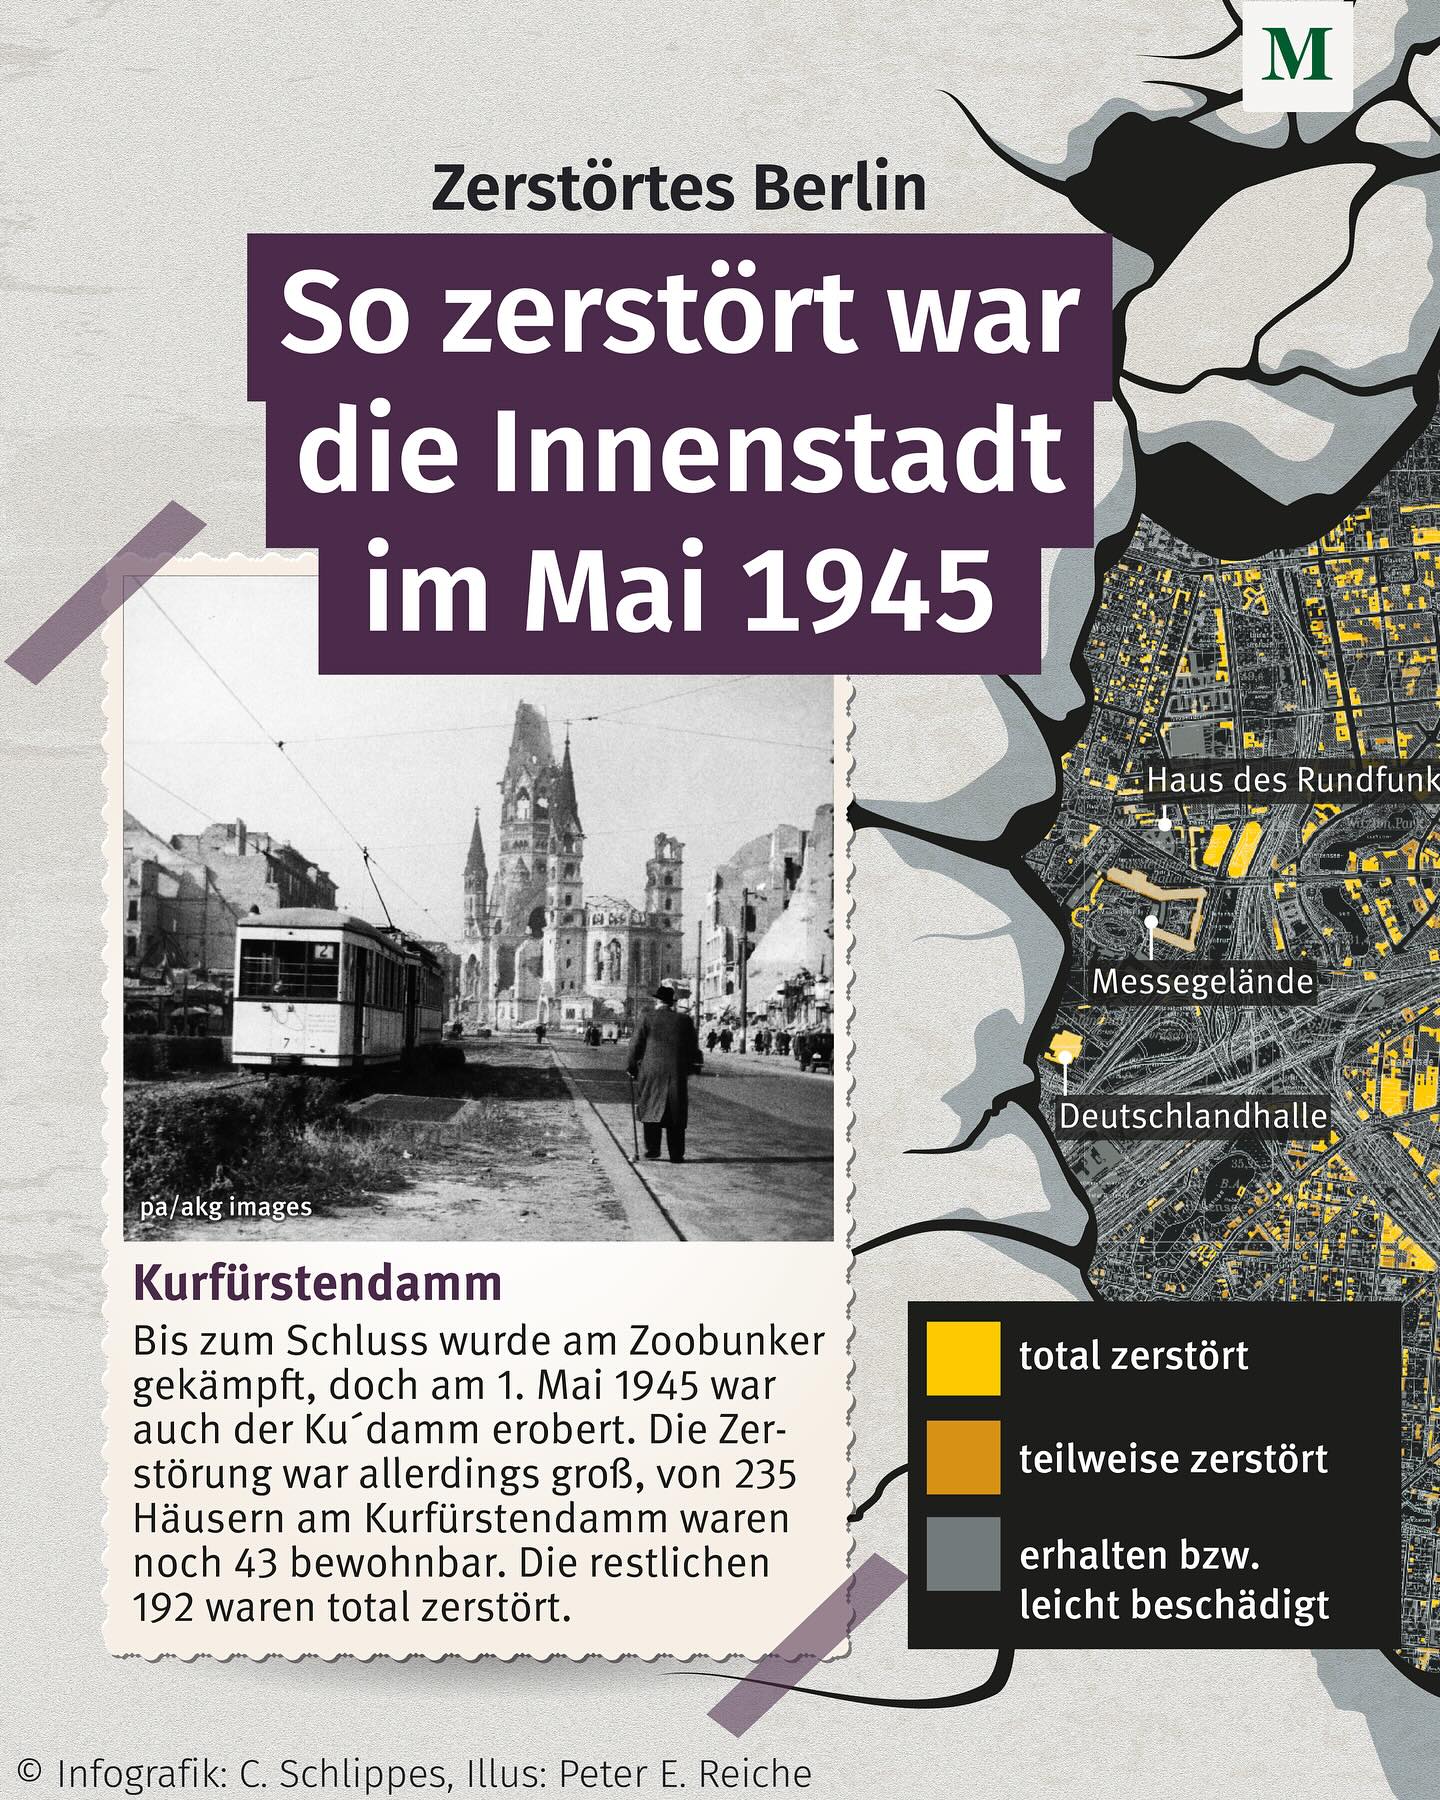 M
Zerstörtes Berlin
So zerstört war
die Innenstadt
im Mai 1945
Haus des Rundfunk
Messegelände
Deutschlandhalle
2
7
pa/akg images
Kurfürstendamm
Bis zum Schluss wurde am Zoobunker
gekämpft, doch am 1. Mai 1945 war
auch der Ku´damm erobert. Die Zer-
störung war allerdings groß, von 235
Häusern am Kurfürstendamm waren
noch 43 bewohnbar. Die restlichen
192 waren total zerstört.
total zerstört
teilweise zerstört
erhalten bzw.
leicht beschädigt
© Infografik: C. Schlippes, Illus: Peter E. Reiche